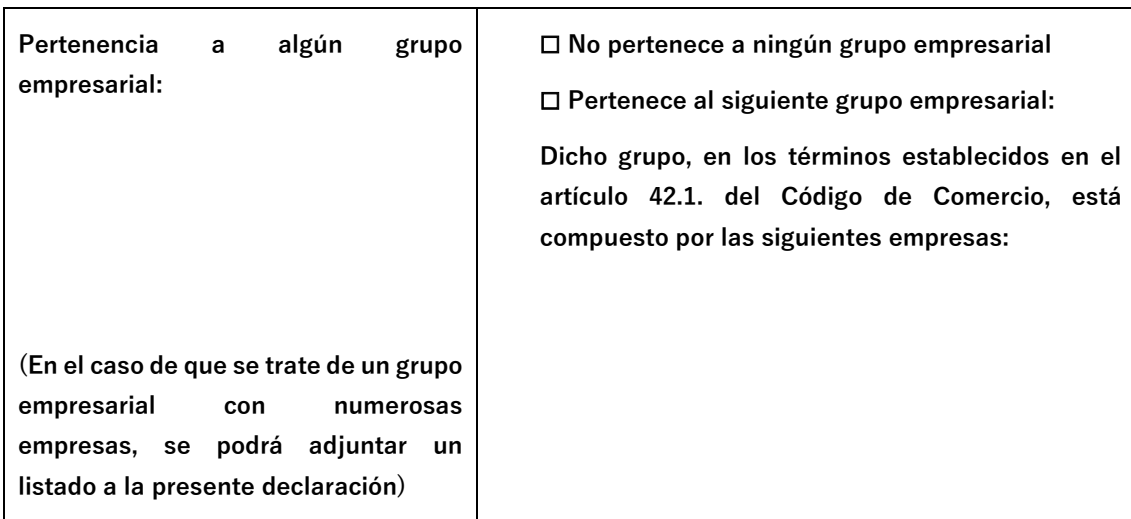 Pertenencia a algún grupo
empresarial:
(En el caso de que se trate de un grupo
empresarial con numerosas
empresas, se podrá adjuntar un
listado a la presente declaración)
☐ No pertenece a ningún grupo empresarial
☐ Pertenece al siguiente grupo empresarial:
Dicho grupo, en los términos establecidos en el
artículo 42.1. del Código de Comercio, está
compuesto por las siguientes empresas: